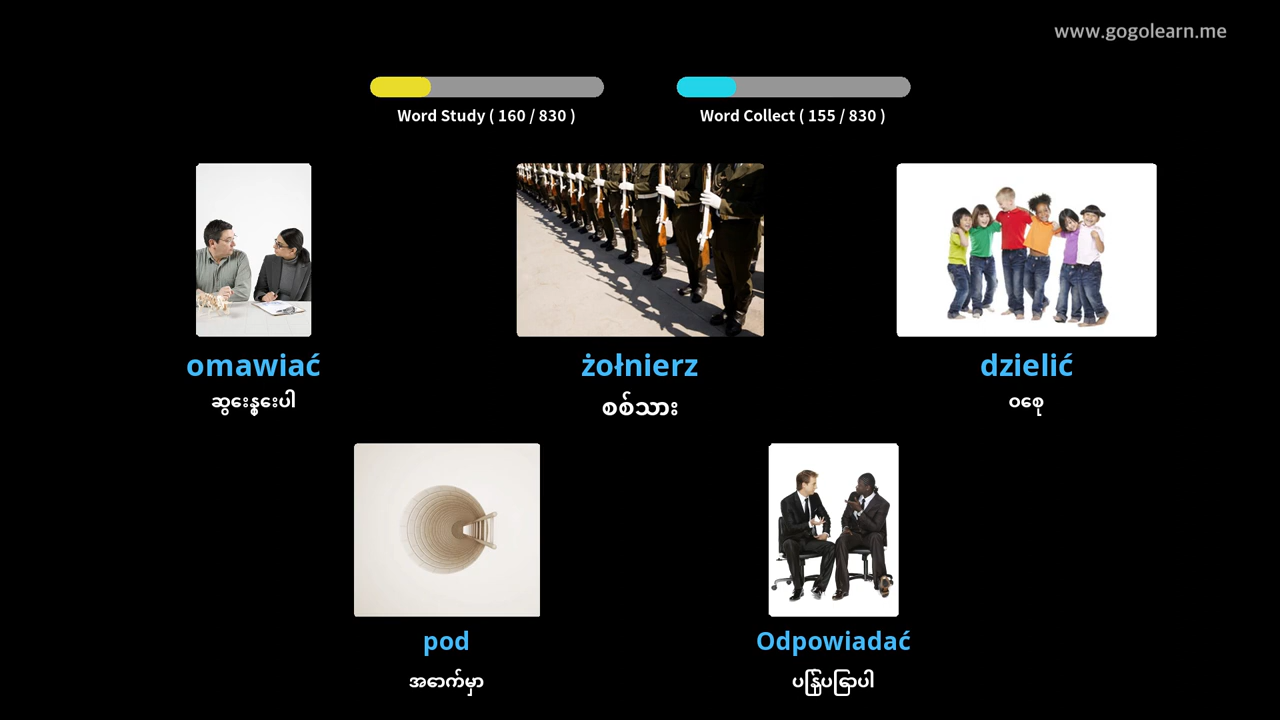 www.gogolearn.me
Word Study ( 160 / 830 )
Word Collect ( 155 / 830 )
omawiać
ဆွေးနွေးပါ
żołnierz
စစ်သား
dzielić
ဝေစု
pod
အောက်မှာ
Odpowiadać
ပြန်ပြောပါ